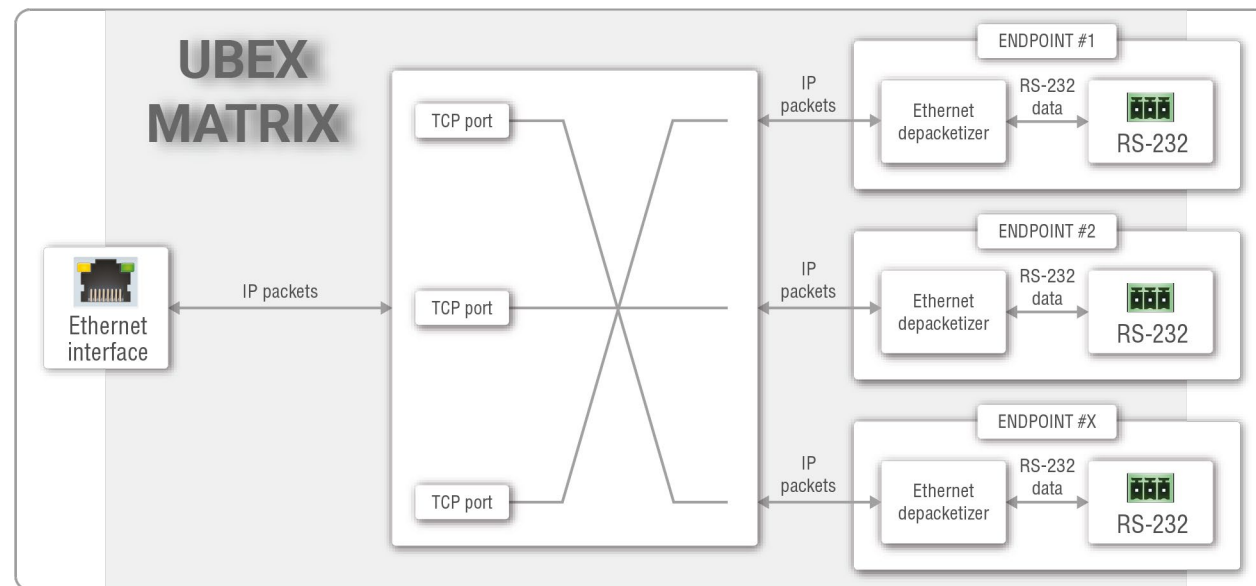 UBEX
MATRIX
Ethernet
interface
IP packets
TCP port
TCP port
TCP port
IP
packets
ENDPOINT #1
Ethernet
depacketizer
RS-232
data
RS-232
IP
packets
ENDPOINT #2
Ethernet
depacketizer
RS-232
data
RS-232
IP
packets
ENDPOINT #X
Ethernet
depacketizer
RS-232
data
RS-232